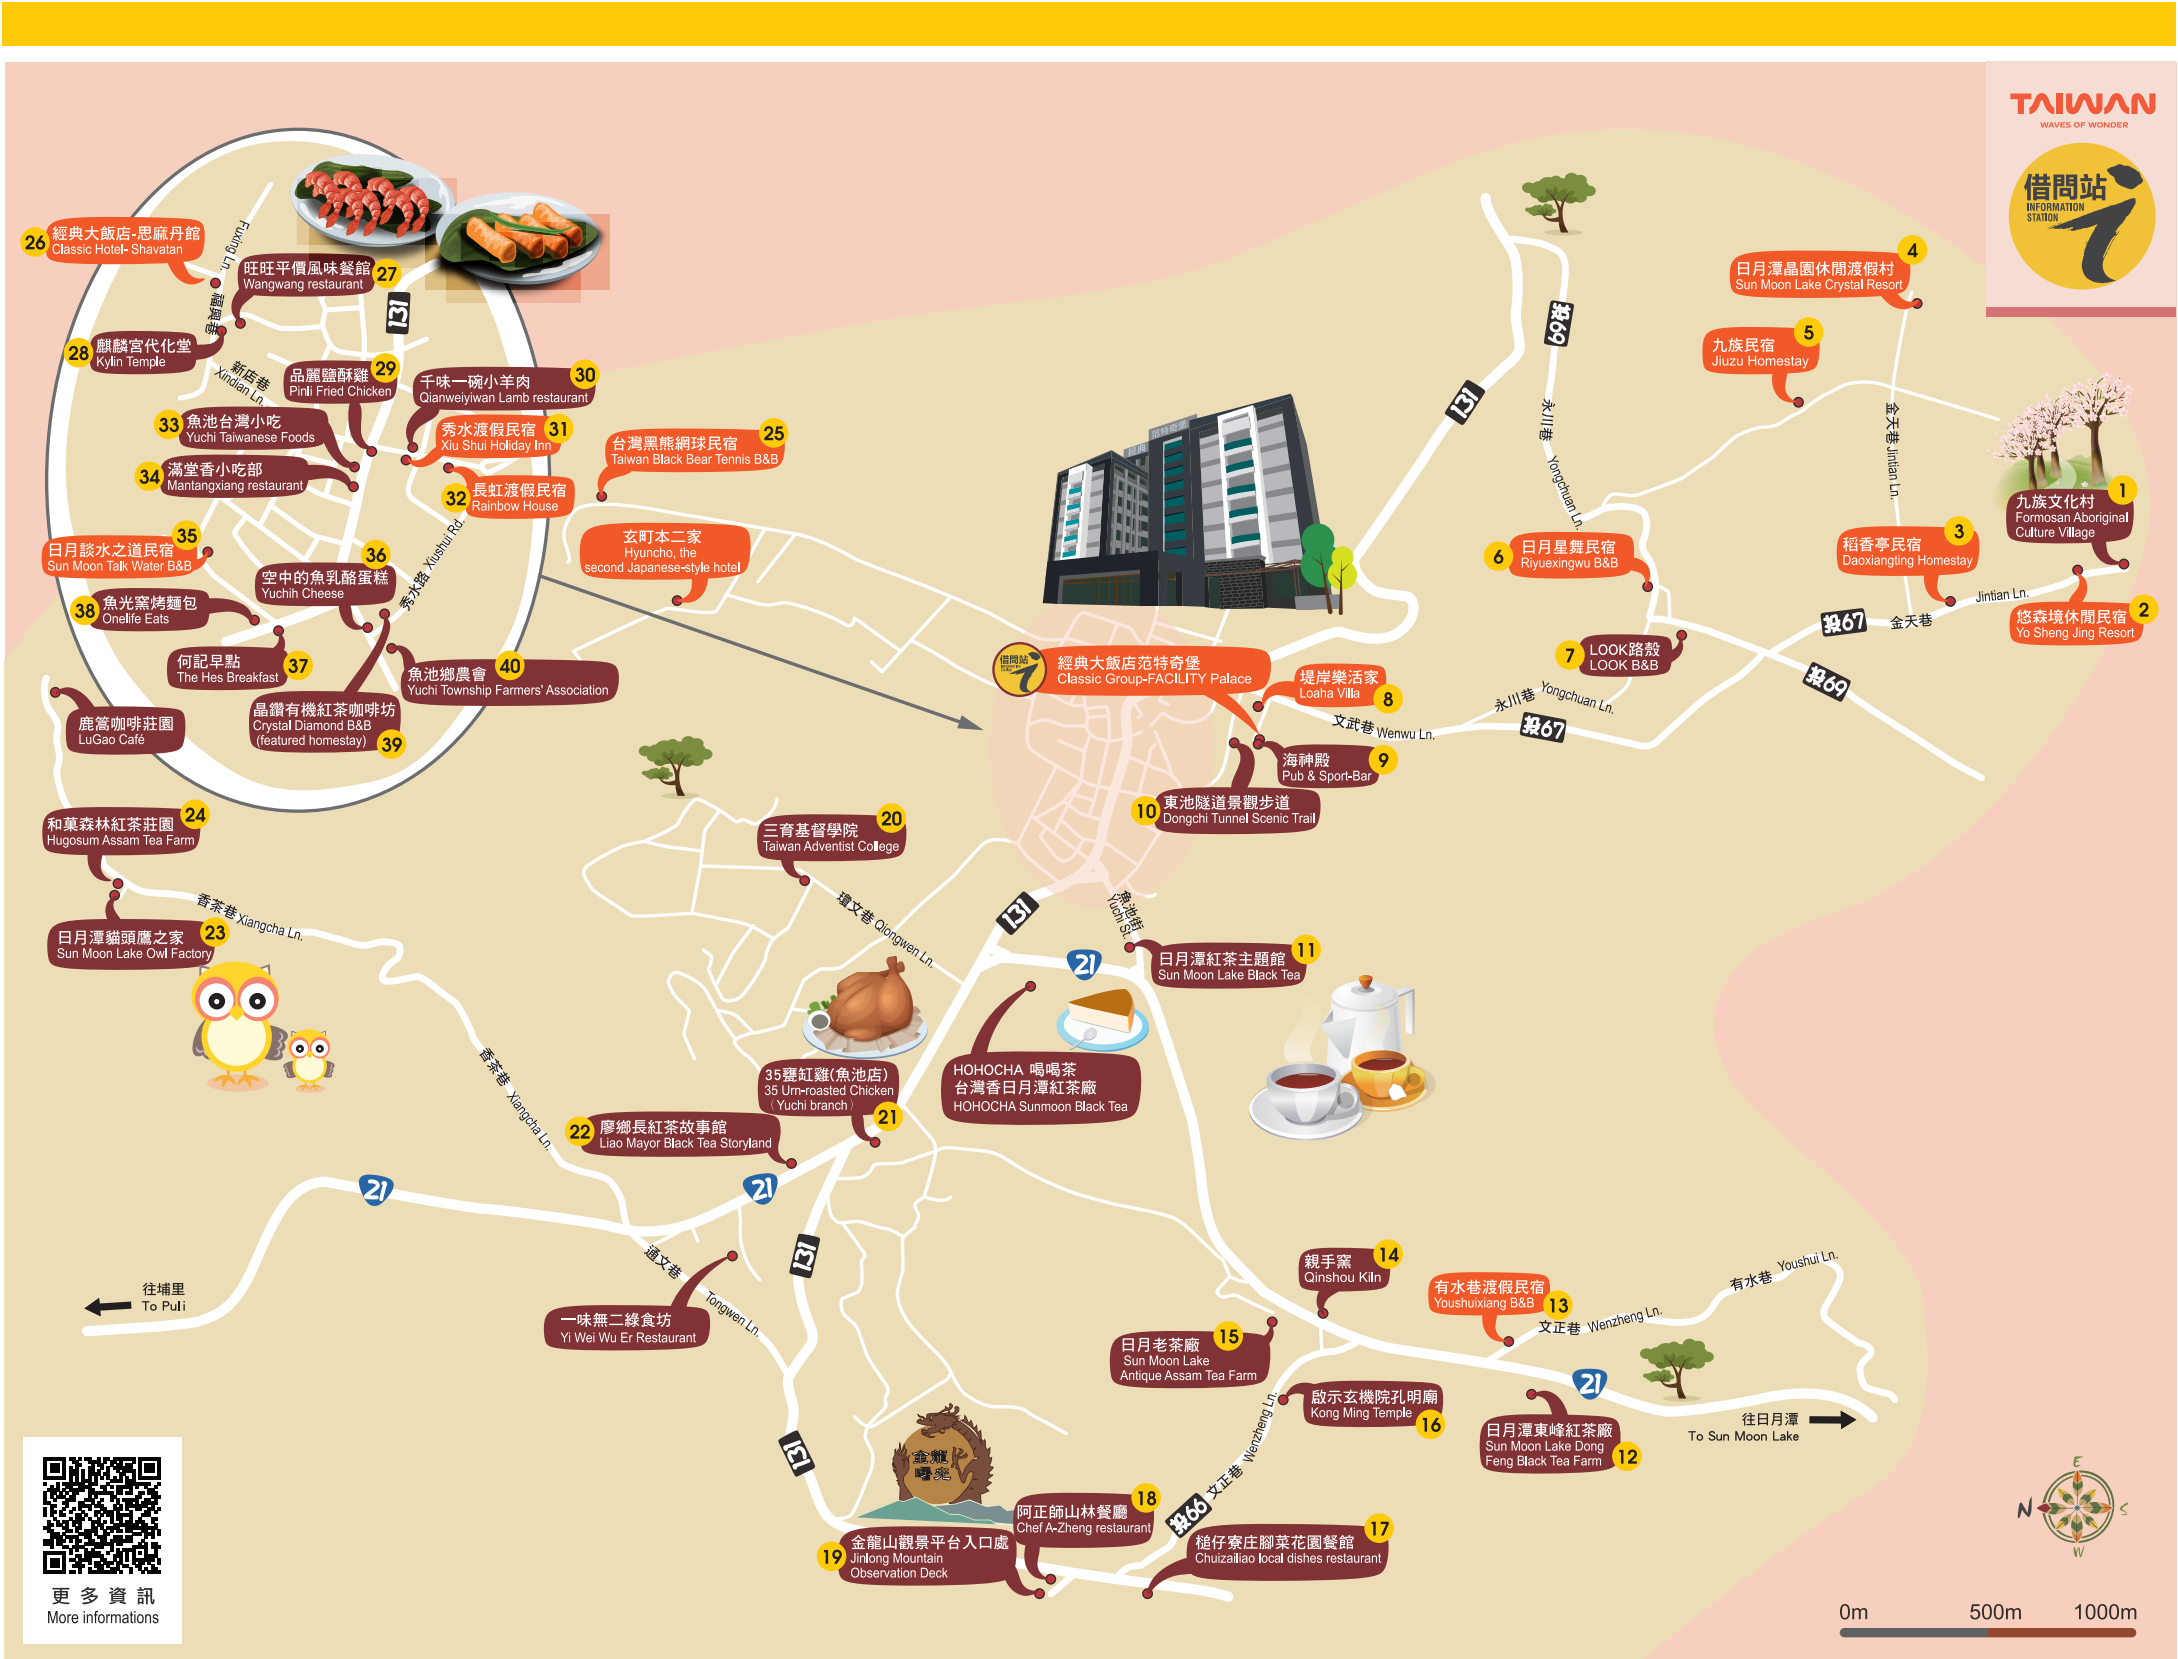 TAIWAN
WAVES OF WONDER
借問站
INFORMATION
STATION
26
經典大飯店-思麻丹館
Classic Hotel- Shavatan
Fuxing Ln.
福興巷
旺旺平價風味餐館
Wangwang restaurant
27
131
28
麒麟宮代化堂
Kylin Temple
新店巷
Xindian Ln.
品麗鹽酥雞
Pinli Fried Chicken
29
千味一碗小羊肉
Qianweiyiwan Lamb restaurant
30
33
魚池台灣小吃
Yuchi Taiwanese Foods
秀水渡假民宿
Xiu Shui Holiday Inn
31
34
滿堂香小吃部
Mantangxiang restaurant
32
長虹渡假民宿
Rainbow House
台灣黑熊網球民宿
Taiwan Black Bear Tennis B&B
25
玄町本二家
Hyuncho, the
second Japanese-style hotel
日月談水之道民宿
Sun Moon Talk Water B&B
35
36
空中的魚乳酪蛋糕
Yuchih Cheese
秀水路 Xiushui Rd.
38
魚光窯烤麵包
Onelife Eats
何記早點
The Hes Breakfast
37
40
魚池鄉農會
Yuchi Township Farmers' Association
晶鑽有機紅茶咖啡坊
Crystal Diamond B&B
(featured homestay)
39
鹿篙咖啡莊園
LuGao Café
和菓森林紅茶莊園
Hugosum Assam Tea Farm
24
香茶巷 Xiangcha Ln.
日月潭貓頭鷹之家
Sun Moon Lake Owl Factory
23
香茶巷 Xiangcha Ln.
經典
范特奇堡
131
投69
永川巷
Yongchuan Ln.
日月潭晶園休閒渡假村
Sun Moon Lake Crystal Resort
4
九族民宿
Jiuzu Homestay
5
金天巷 Jintian Ln.
九族文化村
Formosan Aboriginal
Culture Village
1
6
日月星舞民宿
Riyuexingwu B&B
稻香亭民宿
Daoxiangting Homestay
3
Jintian Ln.
金天巷
投67
悠森境休閒民宿
Yo Sheng Jing Resort
2
7
LOOK路殼
LOOK B&B
投69
永川巷 Yongchuan Ln.
投67
借問站
經典大飯店范特奇堡
Classic Group-FACILITY Palace
堤岸樂活家
Loaha Villa
8
文武巷 Wenwu Ln.
海神殿
Pub & Sport-Bar
9
10
東池隧道景觀步道
Dongchi Tunnel Scenic Trail
三育基督學院
Taiwan Adventist College
20
瓊文巷 Qiongwen Ln.
131
魚池街
Yuchi St.
21
日月潭紅茶主題館
Sun Moon Lake Black Tea
11
HOHOCHA 喝喝茶
台灣香日月潭紅茶廠
HOHOCHA Sunmoon Black Tea
35甕缸雞(魚池店)
35 Urn-roasted Chicken
(Yuchi branch)
21
22
廖鄉長紅茶故事館
Liao Mayor Black Tea Storyland
21
21
131
往埔里
To Puli
通文巷
Tongwen Ln.
一味無二綠食坊
Yi Wei Wu Er Restaurant
親手窯
Qinshou Kiln
14
有水巷渡假民宿
Youshuixiang B&B
13
有水巷 Youshui Ln.
文正巷 Wenzheng Ln.
日月老茶廠
Sun Moon Lake
Antique Assam Tea Farm
15
啟示玄機院孔明廟
Kong Ming Temple
16
21
日月潭東峰紅茶廠
Sun Moon Lake Dong
Feng Black Tea Farm
12
往日月潭
To Sun Moon Lake
文正巷 Wenzheng Ln.
投66
131
金龍
曙光
阿正師山林餐廳
Chef A-Zheng restaurant
18
19
金龍山觀景平台入口處
Jinlong Mountain
Observation Deck
槌仔寮庄腳菜花園餐館
Chuizailiao local dishes restaurant
17
更多資訊
More informations
E
N
S
W
0m
500m
1000m